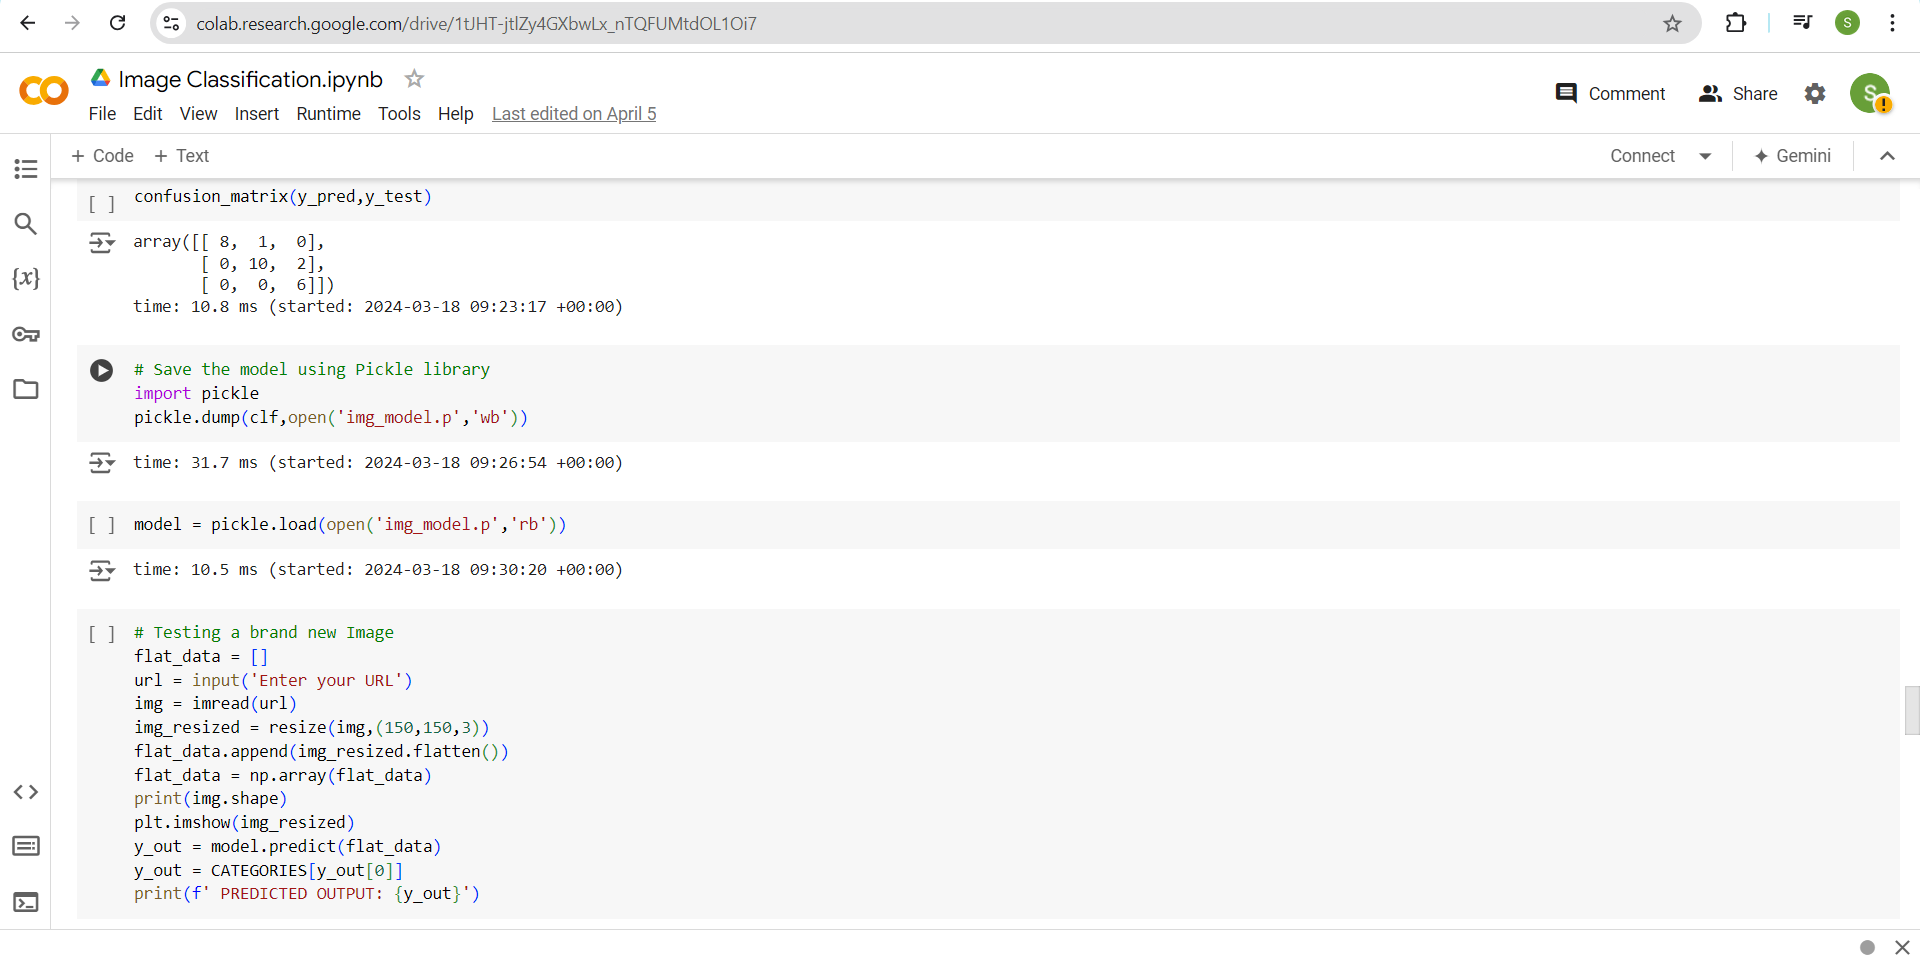 colab.research.google.com/drive/1tJHT-jtlZy4GXbwLx_nTQFUMtdOL1Oi7
S
Image Classification.ipynb
File Edit View Insert Runtime Tools Help Last edited on April 5
Comment Share S
+ Code + Text
Connect Gemini
[ ] confusion_matrix(y_pred,y_test)
array([[ 8, 1, 0],
[ 0, 10, 2],
[ 0, 0, 6]])
time: 10.8 ms (started: 2024-03-18 09:23:17 +00:00)
# Save the model using Pickle library
import pickle
pickle.dump(clf,open('img_model.p','wb'))
time: 31.7 ms (started: 2024-03-18 09:26:54 +00:00)
[ ] model = pickle.load(open('img_model.p','rb'))
time: 10.5 ms (started: 2024-03-18 09:30:20 +00:00)
[ ] # Testing a brand new Image
flat_data = []
url = input('Enter your URL')
img = imread(url)
img_resized = resize(img,(150,150,3))
flat_data.append(img_resized.flatten())
flat_data = np.array(flat_data)
print(img.shape)
plt.imshow(img_resized)
y_out = model.predict(flat_data)
y_out = CATEGORIES[y_out[0]]
print(f' PREDICTED OUTPUT: {y_out}')